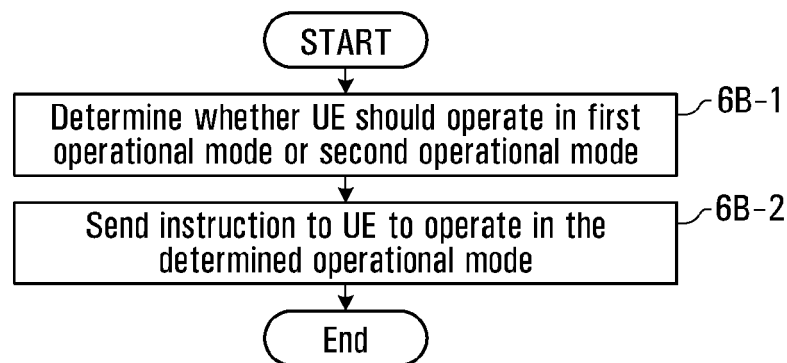 START
Determine whether UE should operate in first
operational mode or second operational mode
6B-1
Send instruction to UE to operate in the
determined operational mode
6B-2
End